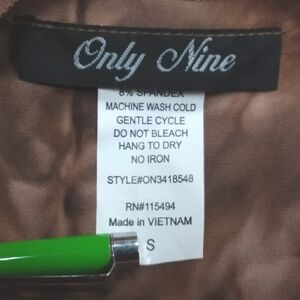 Only Nine
8% SPANDEX
MACHINE WASH COLD
GENTLE CYCLE
DO NOT BLEACH
HANG TO DRY
NO IRON
STYLE#ON3418548
RN#115494
Made in VIETNAM
S